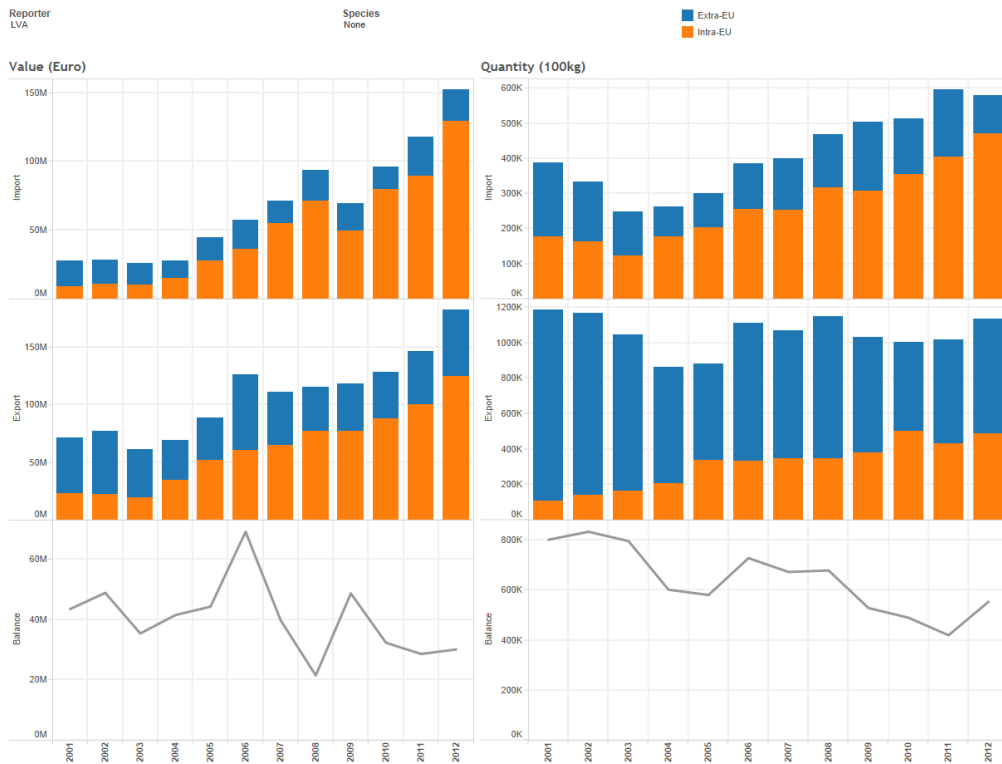 Reporter
LVA
Species
None
Extra-EU
Intra-EU
Value (Euro)
Quantity (100kg)
150M
100M
50M
0M
Import
600K
500K
400K
300K
200K
100K
0K
Import
150M
100M
50M
0M
Export
1200K
1000K
800K
600K
400K
200K
0K
Export
60M
40M
20M
0M
Balance
800K
600K
400K
200K
0K
Balance
2001 2002 2003 2004 2005 2006 2007 2008 2009 2010 2011 2012
2001 2002 2003 2004 2005 2006 2007 2008 2009 2010 2011 2012